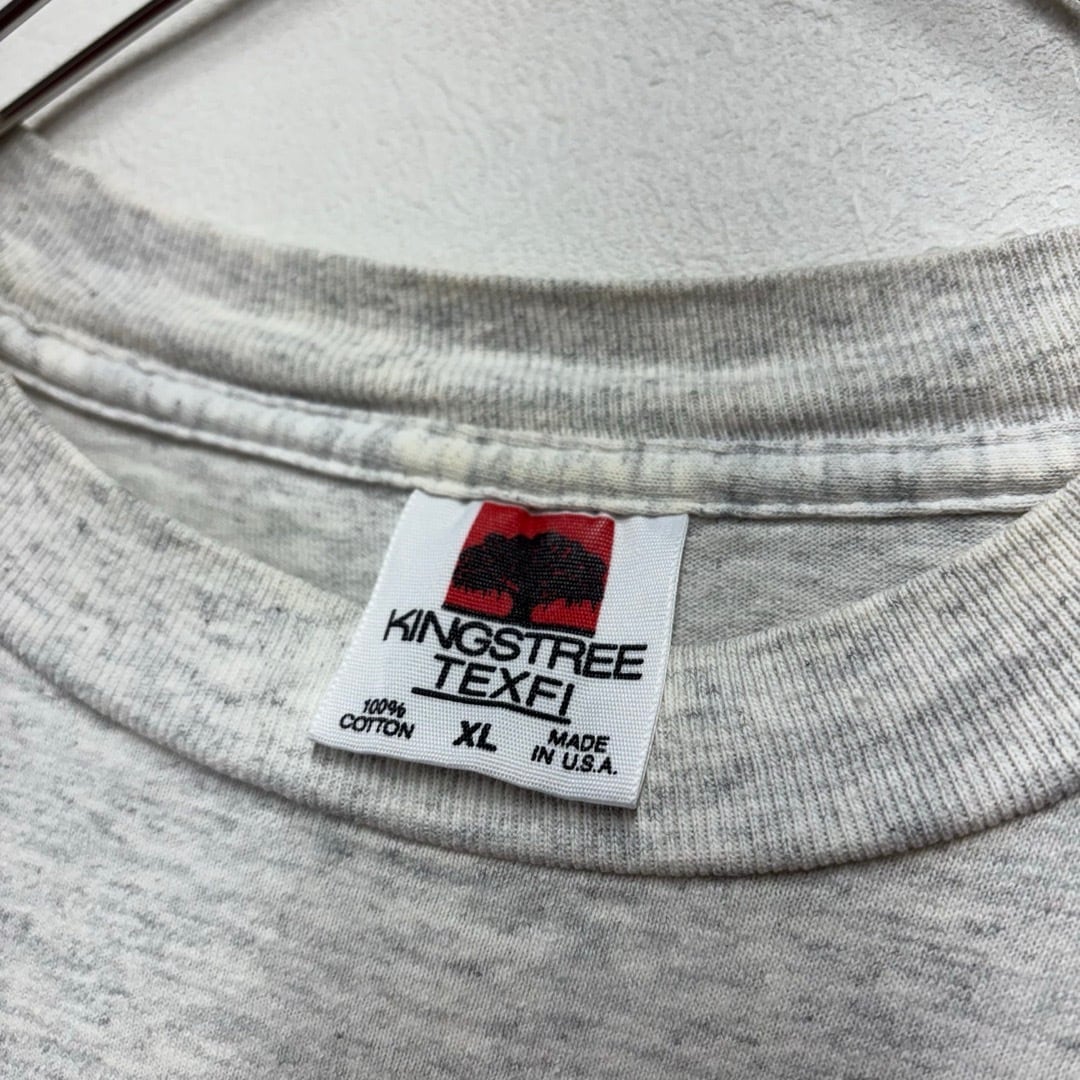 KINGSTREE
TEXFI
100%
COTTON
XL
MADE
IN U.S.A.